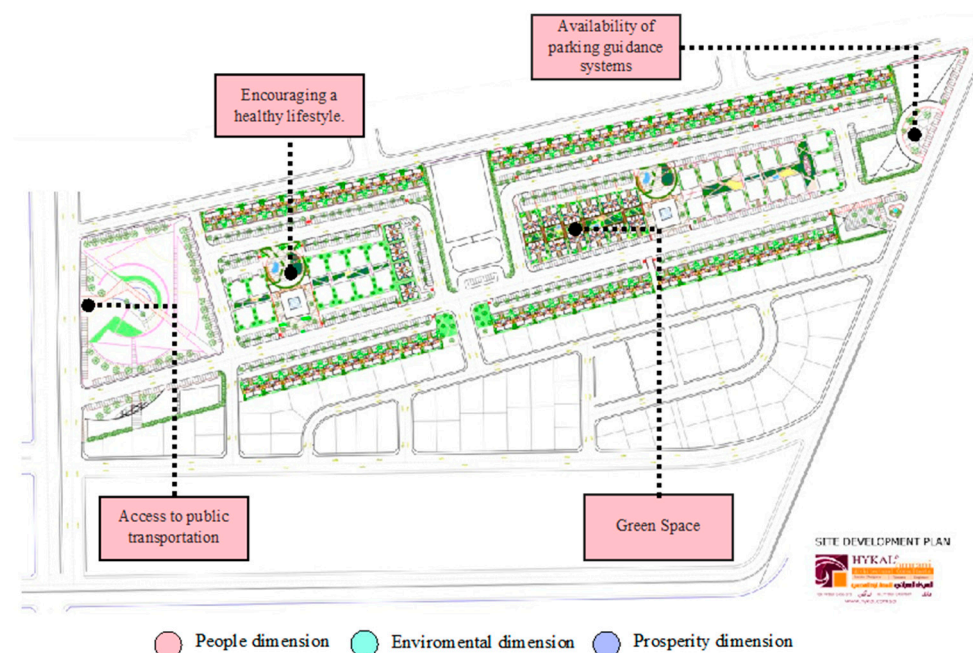 Availability of
parking guidance
systems
Encouraging a
healthy lifestyle.
Access to public
transportation
Green Space
SITE DEVELOPMENT PLAN
HYKAL
People dimension
Enviromental dimension
Prosperity dimension